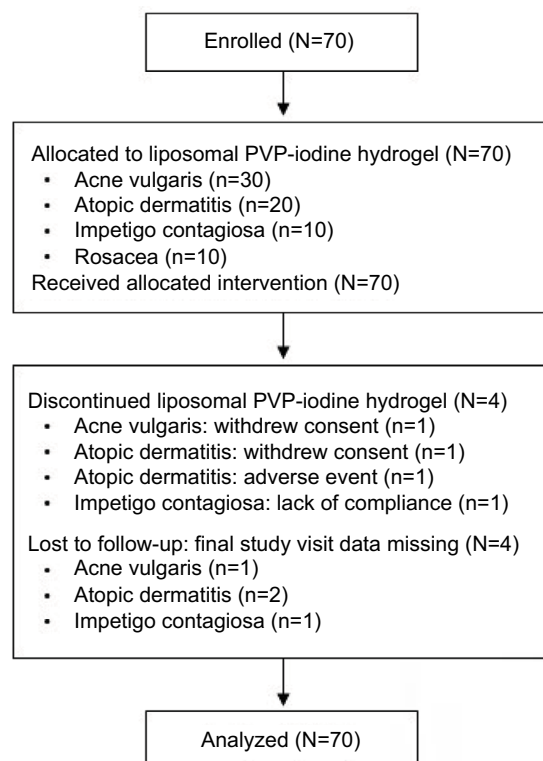 Enrolled (N=70)
Allocated to liposomal PVP-iodine hydrogel (N=70)
• Acne vulgaris (n=30)
• Atopic dermatitis (n=20)
• Impetigo contagiosa (n=10)
• Rosacea (n=10)
Received allocated intervention (N=70)
Discontinued liposomal PVP-iodine hydrogel (N=4)
• Acne vulgaris: withdrew consent (n=1)
• Atopic dermatitis: withdrew consent (n=1)
• Atopic dermatitis: adverse event (n=1)
• Impetigo contagiosa: lack of compliance (n=1)
Lost to follow-up: final study visit data missing (N=4)
• Acne vulgaris (n=1)
• Atopic dermatitis (n=2)
• Impetigo contagiosa (n=1)
Analyzed (N=70)